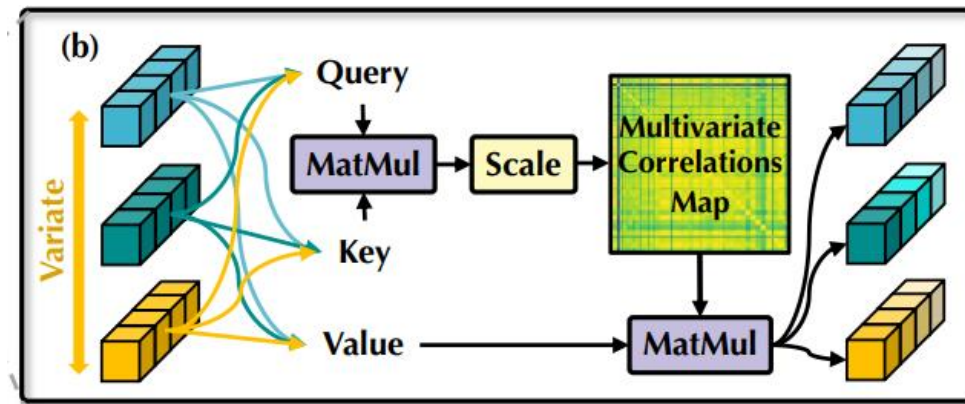 (b)
Query
MatMul
Scale
Multivariate
Correlations
Map
Key
Value
MatMul
Variate